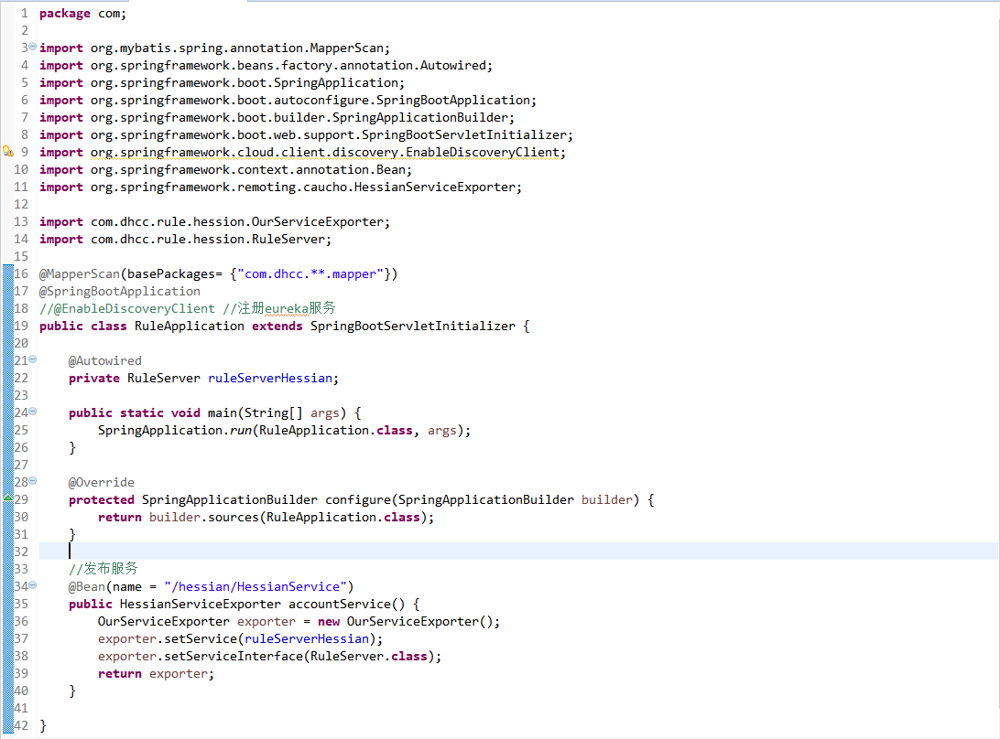 1 package com;
2
3 import org.mybatis.spring.annotation.MapperScan;
4 import org.springframework.beans.factory.annotation.Autowired;
5 import org.springframework.boot.SpringApplication;
6 import org.springframework.boot.autoconfigure.SpringBootApplication;
7 import org.springframework.boot.builder.SpringApplicationBuilder;
8 import org.springframework.boot.web.support.SpringBootServletInitializer;
9 import org.springframework.cloud.client.discovery.EnableDiscoveryClient;
10 import org.springframework.context.annotation.Bean;
11 import org.springframework.remoting.caucho.HessianServiceExporter;
12
13 import com.dhcc.rule.hession.OurServiceExporter;
14 import com.dhcc.rule.hession.RuleServer;
15
16 @MapperScan(basePackages= {"com.dhcc.**.mapper"})
17 @SpringBootApplication
18 //@EnableDiscoveryClient //注册eureka服务
19 public class RuleApplication extends SpringBootServletInitializer {
20
21 @Autowired
22 private RuleServer ruleServerHessian;
23
24 public static void main(String[] args) {
25 SpringApplication.run(RuleApplication.class, args);
26 }
27
28 @Override
29 protected SpringApplicationBuilder configure(SpringApplicationBuilder builder) {
30 return builder.sources(RuleApplication.class);
31 }
32
33 //发布服务
34 @Bean(name = "/hessian/HessianService")
35 public HessianServiceExporter accountService() {
36 OurServiceExporter exporter = new OurServiceExporter();
37 exporter.setService(ruleServerHessian);
38 exporter.setServiceInterface(RuleServer.class);
39 return exporter;
40 }
41
42 }